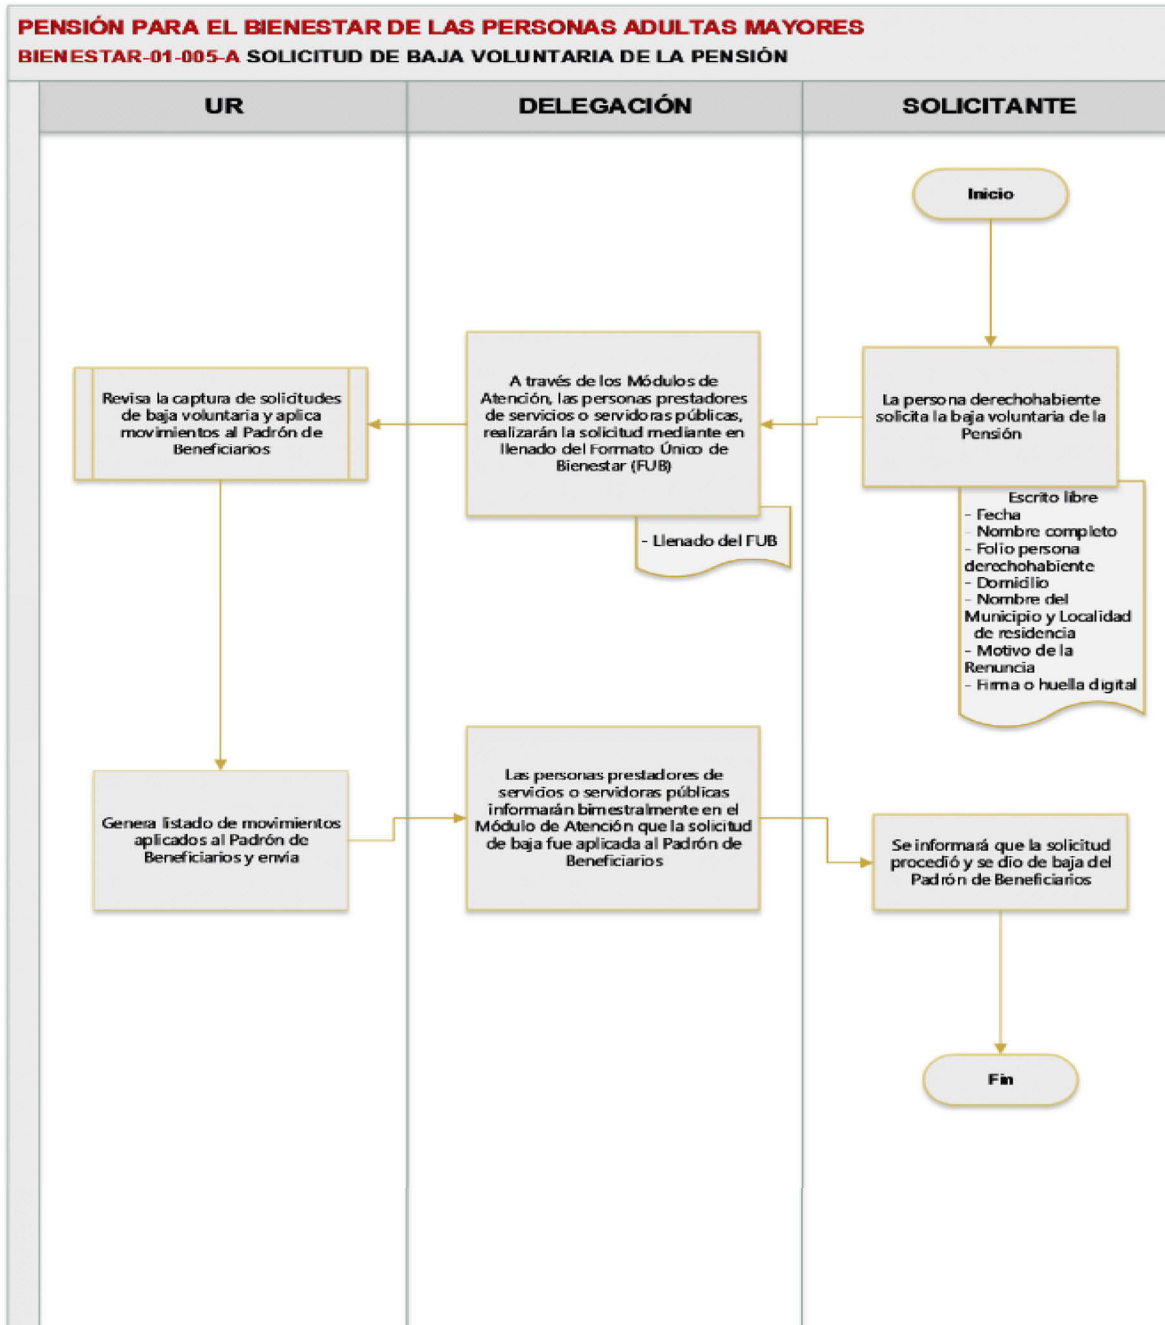 PENSIÓN PARA EL BIENESTAR DE LAS PERSONAS ADULTAS MAYORES
BIENESTAR-01-005-A SOLICITUD DE BAJA VOLUNTARIA DE LA PENSIÓN
UR
DELEGACIÓN
SOLICITANTE
Inicio
La persona derechohabiente
solicita la baja voluntaria de la
Pensión
Escrito libre
- Fecha
- Nombre completo
- Folio persona
derechohabiente
- Domicilio
- Nombre del
Municipio y Localidad
de residencia
- Motivo de la
Renuncia
- Firma o huella digital
A través de los Módulos de
Atención, las personas prestadores
de servicios o servidoras públicas,
realizarán la solicitud mediante en
llenado del Formato Único de
Bienestar (FUB)
- Llenado del FUB
Revisa la captura de solicitudes
de baja voluntaria y aplica
movimientos al Padrón de
Beneficiarios
Genera listado de movimientos
aplicados al Padrón de
Beneficiarios y envía
Las personas prestadores de
servicios o servidoras públicas
informarán bimestralmente en el
Módulo de Atención que la solicitud
de baja fue aplicada al Padrón de
Beneficiarios
Se informará que la solicitud
procedió y se dio de baja del
Padrón de Beneficiarios
Fin